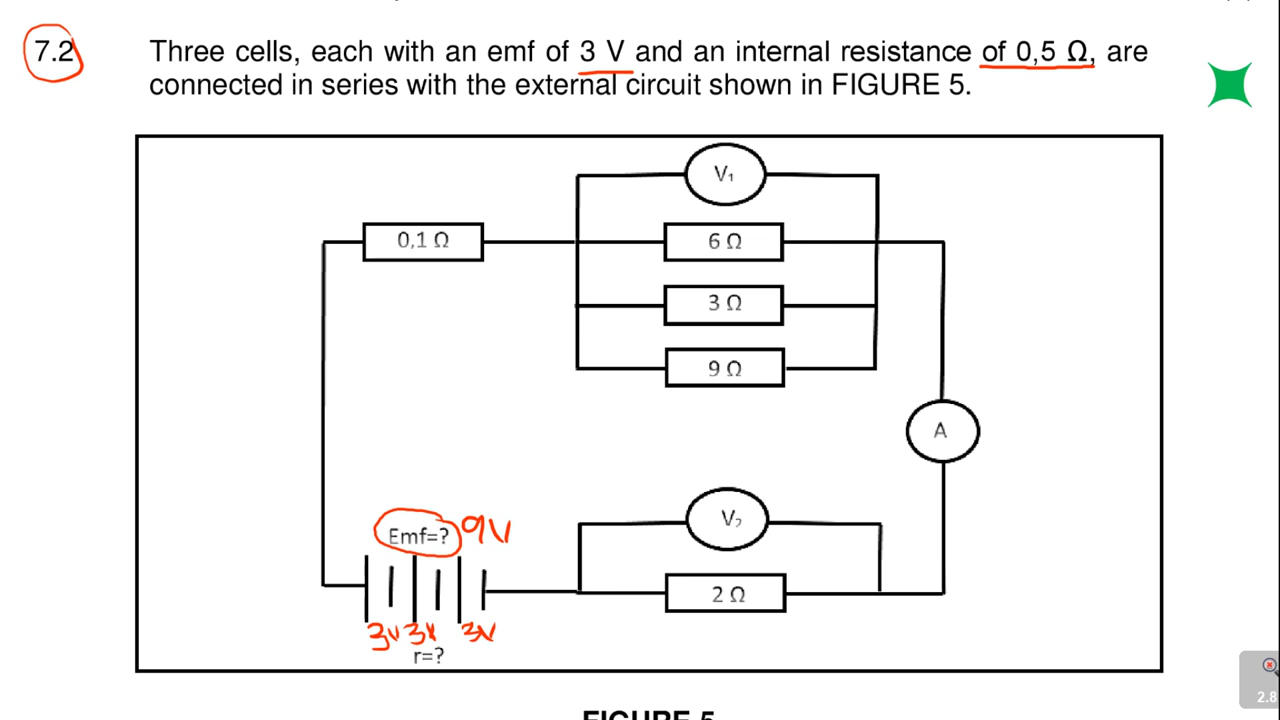 7.2 Three cells, each with an emf of 3 V and an internal resistance of 0,5 Ω, are
connected in series with the external circuit shown in FIGURE 5.
V₁
0,1 Ω
6 Ω
3 Ω
9 Ω
A
Emf=? 9V
V₂
2 Ω
3V 3V 3V
r=?
FIGURE 5
2.8